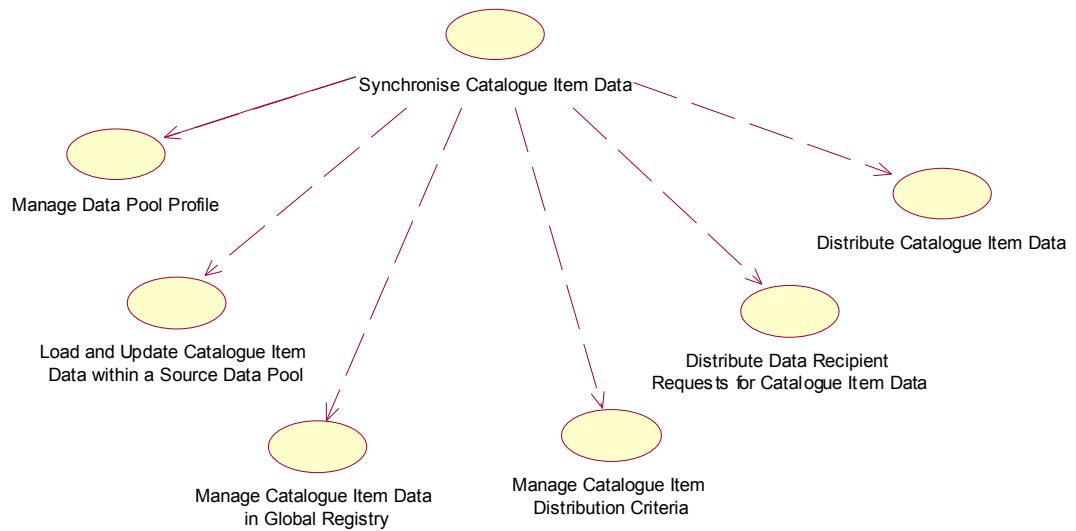 Synchronise Catalogue Item Data
Manage Data Pool Profile
Distribute Catalogue Item Data
Load and Update Catalogue Item
Data within a Source Data Pool
Distribute Data Recipient
Requests for Catalogue Item Data
Manage Catalogue Item Data
in Global Registry
Manage Catalogue Item
Distribution Criteria